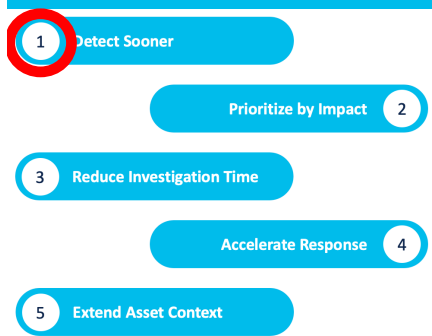 1 Detect Sooner
Prioritize by Impact 2
3 Reduce Investigation Time
Accelerate Response 4
5 Extend Asset Context